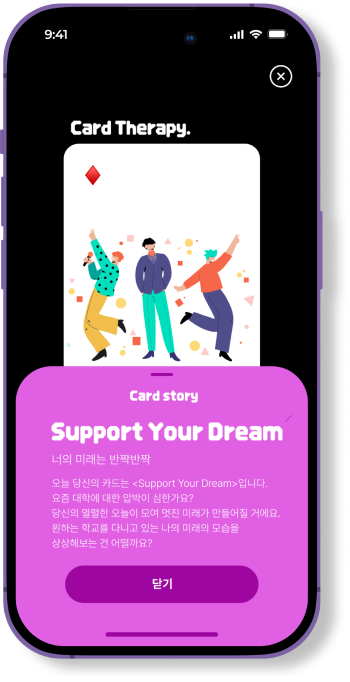 9:41
Card Therapy.
Card story
Support Your Dream
너의 미래는 반짝반짝
오늘 당신의 카드는 <Support Your Dream>입니다.
요즘 대학에 대한 압박이 심한가요?
당신의 열렬한 오늘이 모여 멋진 미래가 만들어질 거에요.
원하는 학교를 다니고 있는 나의 미래의 모습을
상상해보는 건 어떨까요?
닫기